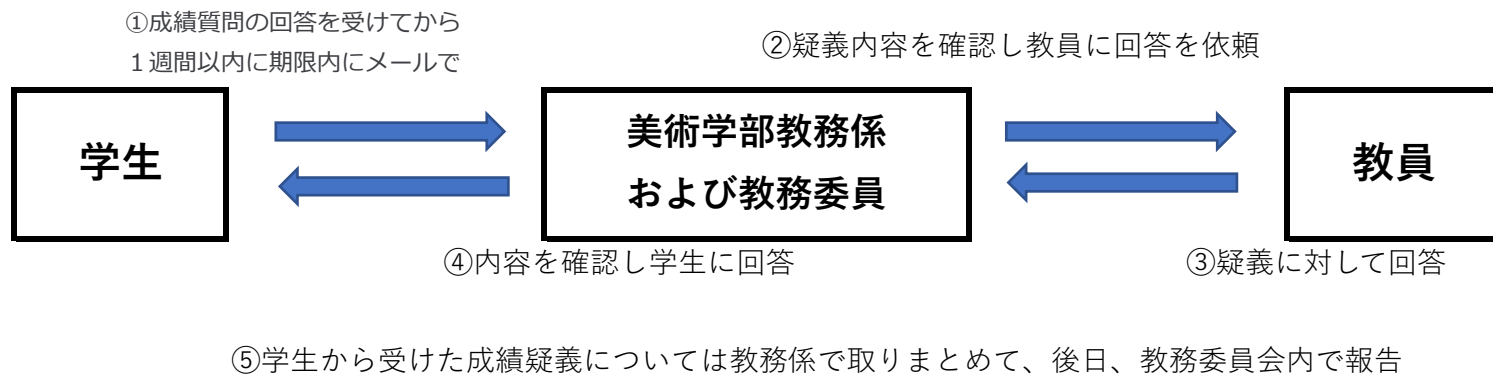 ①成績質問の回答を受けてから
１週間以内に期限内にメールで
②疑義内容を確認し教員に回答を依頼
学生
美術学部教務係
および教務委員
教員
④内容を確認し学生に回答
③疑義に対して回答
⑤学生から受けた成績疑義については教務係で取りまとめて、後日、教務委員会内で報告